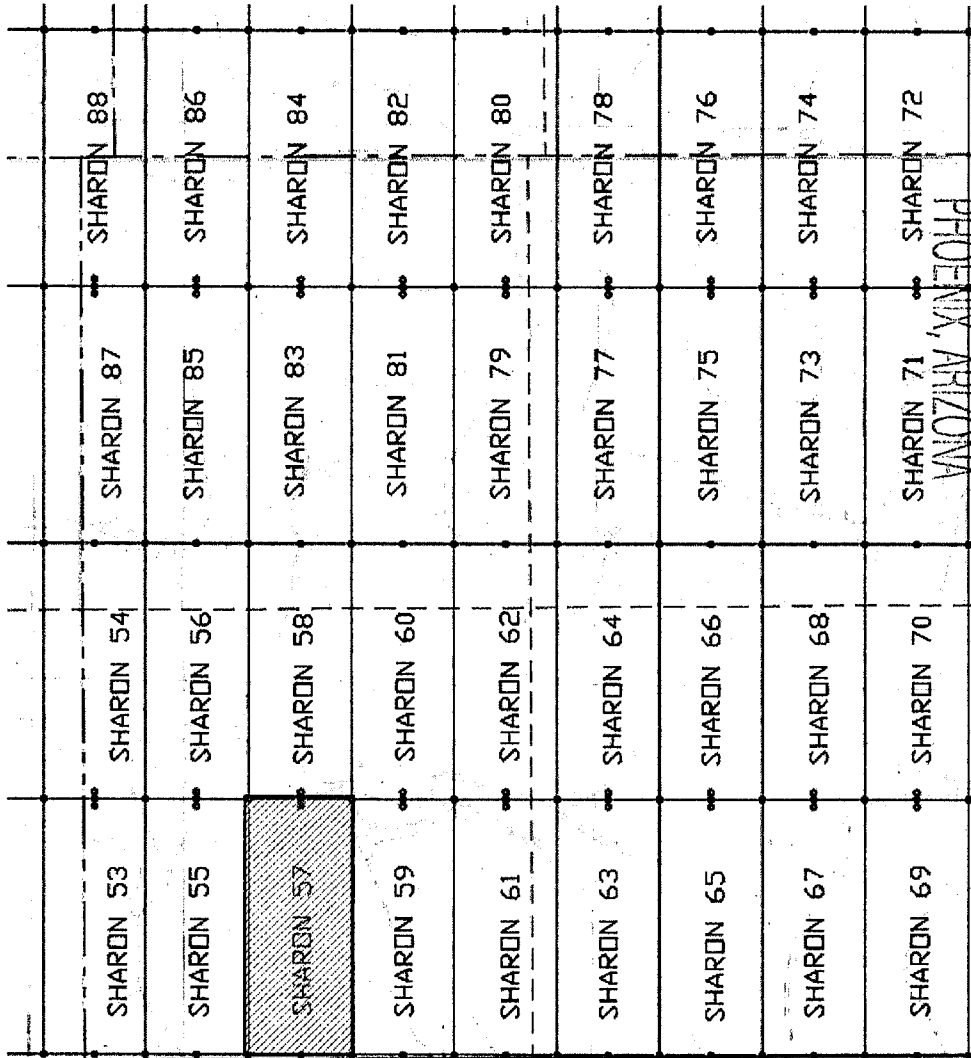 SHARON 88
SHARON 86
SHARON 84
SHARON 82
SHARON 80
SHARON 78
SHARON 76
SHARON 74
SHARON 72
PHOENIX, ARIZONA
SHARON 87
SHARON 85
SHARON 83
SHARON 81
SHARON 79
SHARON 77
SHARON 75
SHARON 73
SHARON 71
SHARON 54
SHARON 56
SHARON 58
SHARON 60
SHARON 62
SHARON 64
SHARON 66
SHARON 68
SHARON 70
SHARON 53
SHARON 55
SHARON 57
SHARON 59
SHARON 61
SHARON 63
SHARON 65
SHARON 67
SHARON 69